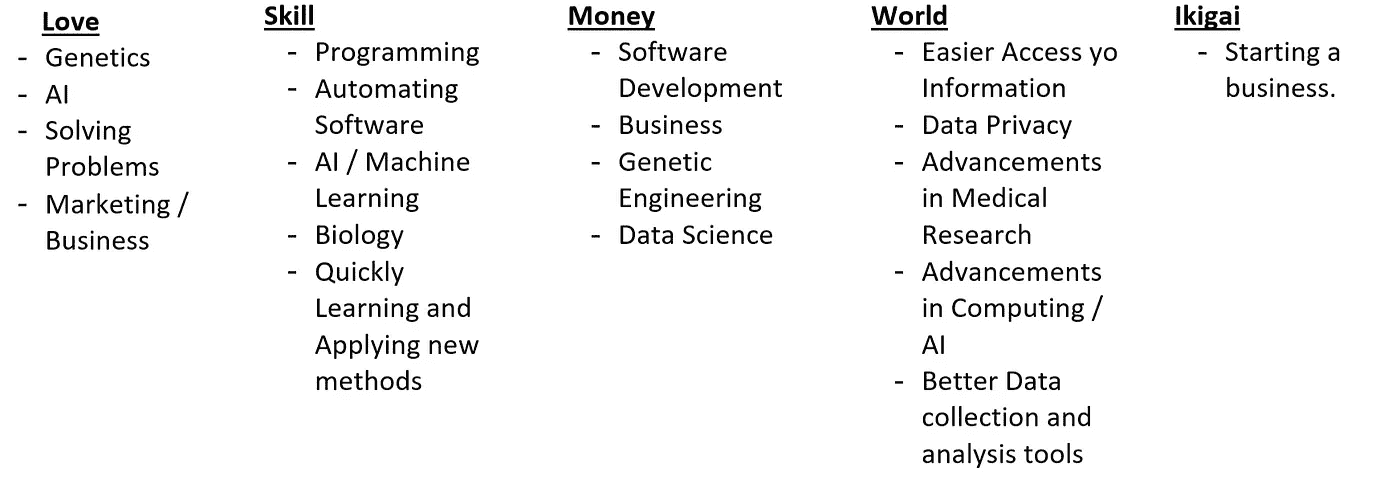 Love
- Genetics
- AI
- Solving
Problems
- Marketing /
Business
Skill
- Programming
- Automating
Software
- AI / Machine
Learning
- Biology
- Quickly
Learning and
Applying new
methods
Money
- Software
Development
- Business
- Genetic
Engineering
- Data Science
World
- Easier Access yo
Information
- Data Privacy
- Advancements
in Medical
Research
- Advancements
in Computing /
AI
- Better Data
collection and
analysis tools
Ikigai
- Starting a
business.